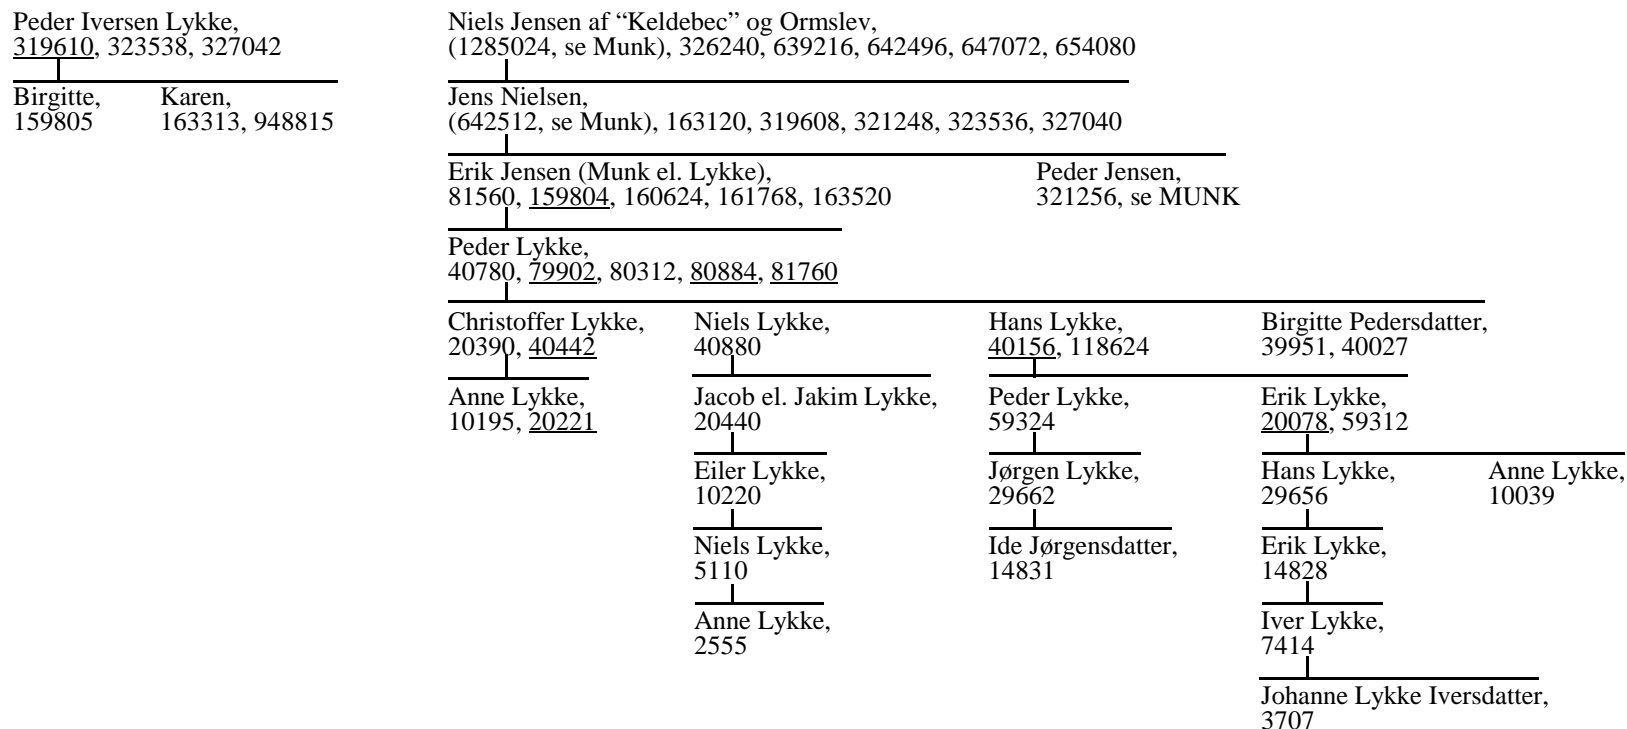 Peder Iversen Lykke,
319610, 323538, 327042
Birgitte,
159805
Karen,
163313, 948815
Niels Jensen af “Keldebec” og Ormslev,
(1285024, se Munk), 326240, 639216, 642496, 647072, 654080
Jens Nielsen,
(642512, se Munk), 163120, 319608, 321248, 323536, 327040
Erik Jensen (Munk el. Lykke),
81560, 159804, 160624, 161768, 163520
Peder Jensen,
321256, se MUNK
Peder Lykke,
40780, 79902, 80312, 80884, 81760
Christoffer Lykke,
20390, 40442
Niels Lykke,
40880
Hans Lykke,
40156, 118624
Birgitte Pedersdatter,
39951, 40027
Anne Lykke,
10195, 20221
Jacob el. Jakim Lykke,
20440
Peder Lykke,
59324
Erik Lykke,
20078, 59312
Eiler Lykke,
10220
Jørgen Lykke,
29662
Hans Lykke,
29656
Anne Lykke,
10039
Niels Lykke,
5110
Ide Jørgensdatter,
14831
Erik Lykke,
14828
Anne Lykke,
2555
Iver Lykke,
7414
Johanne Lykke Iversdatter,
3707